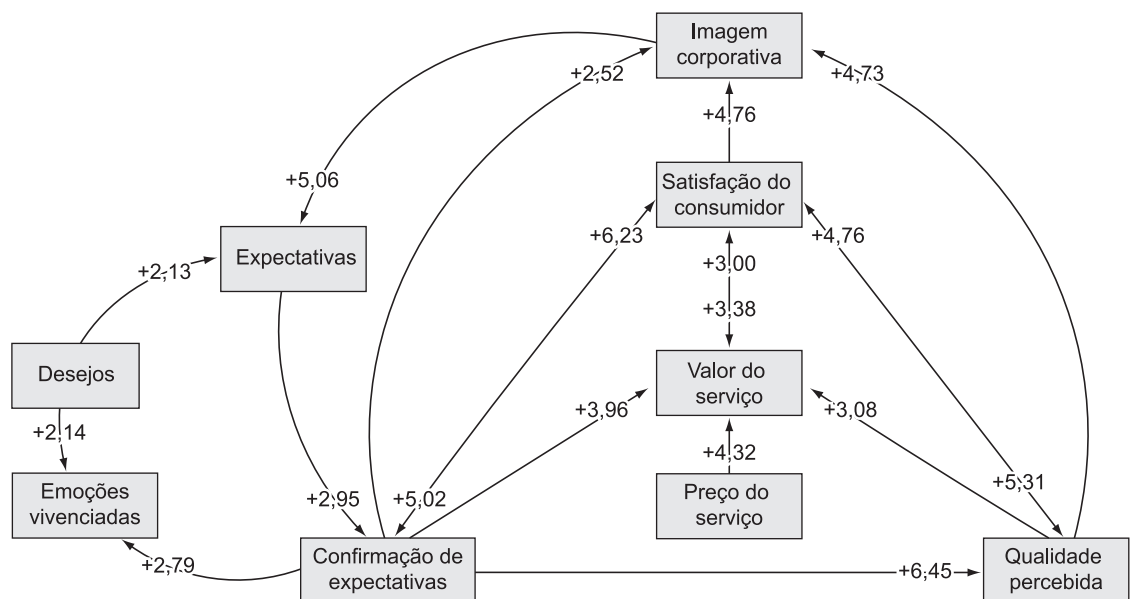 Imagem
corporativa
+2,52
+4,73
+4,76
+5,06
Satisfação do
consumidor
+6,23
+4,76
Expectativas
+2,13
+3,00
+3,38
Desejos
Valor do
serviço
+3,96
+3,08
+2,14
+4,32
Emoções
vivenciadas
+2,95
+5,02
Preço do
serviço
+5,31
+2,79
Confirmação de
expectativas
+6,45
Qualidade
percebida